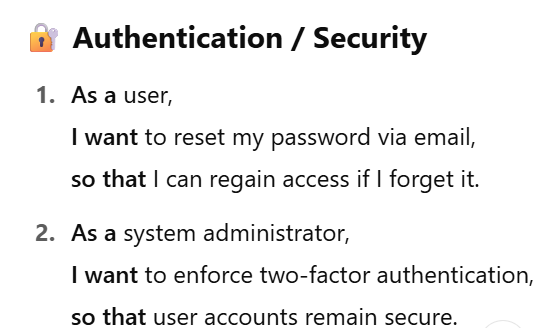 🔐 Authentication / Security
1. As a user,
I want to reset my password via email,
so that I can regain access if I forget it.
2. As a system administrator,
I want to enforce two-factor authentication,
so that user accounts remain secure.